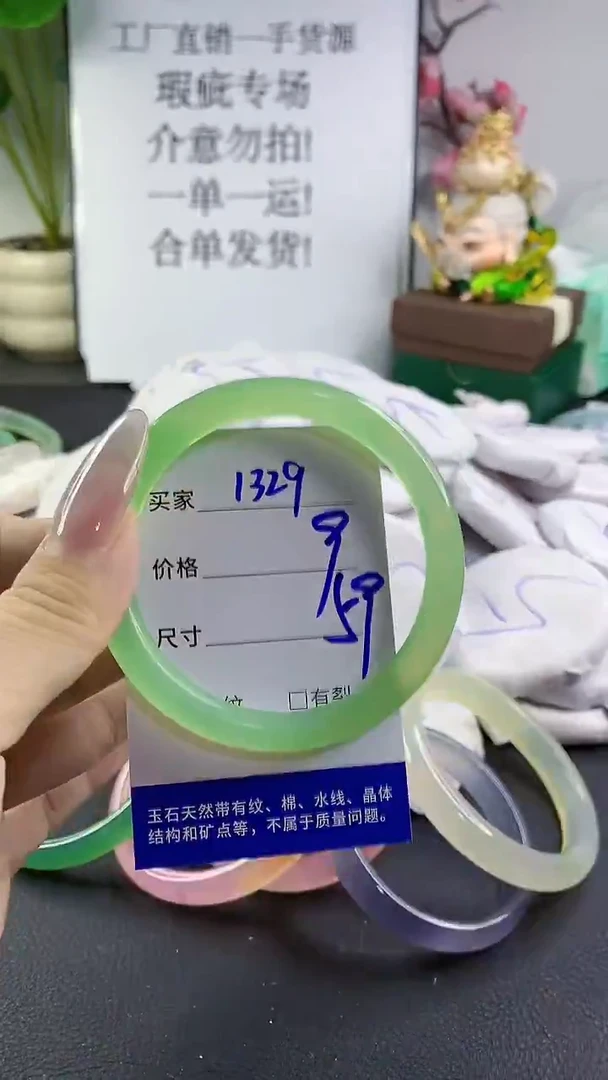 工厂直销一手货源
瑕疵专场
介意勿拍!
一单一运!
合单发货!
买家 1329
价格 9
尺寸 59
纹 □有裂
玉石天然带有纹、棉、水线、晶体
结构和矿点等，不属于质量问题。